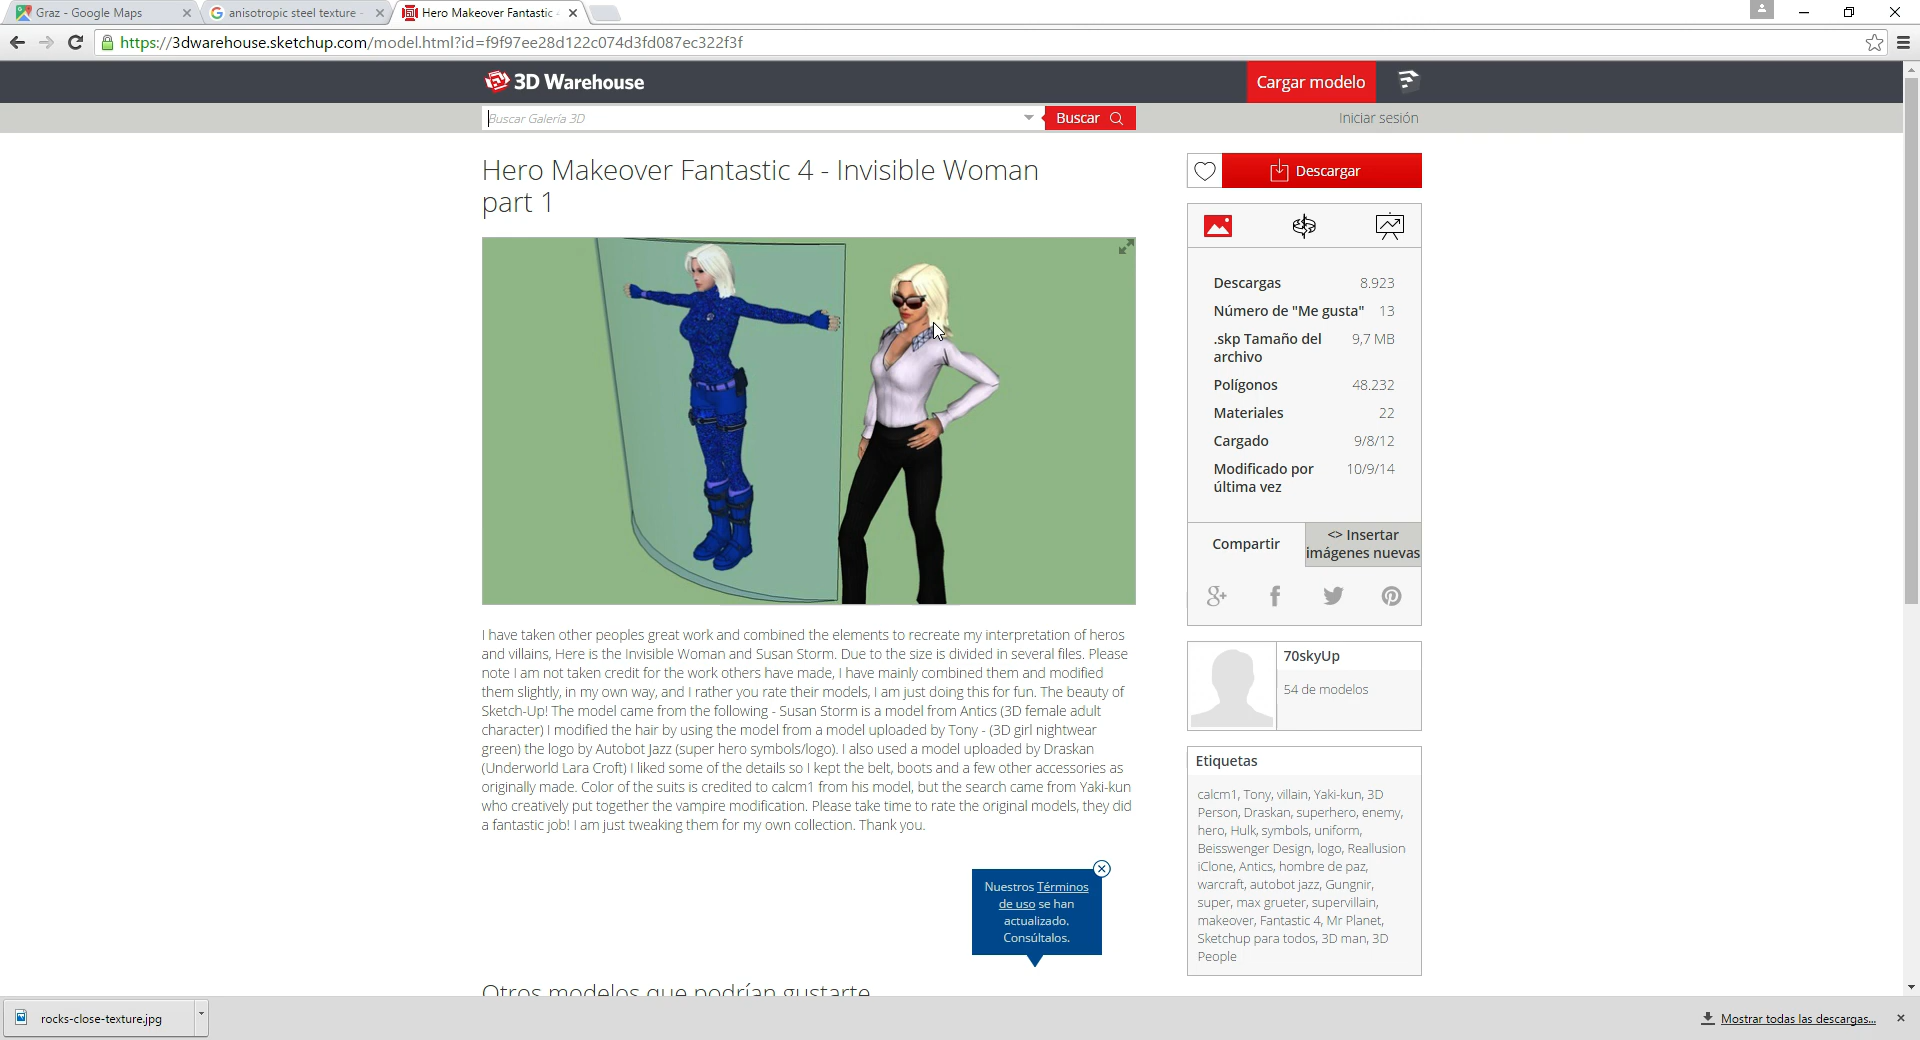 Graz - Google Maps
anisotropic steel texture -
Hero Makeover Fantastic
https://3dwarehouse.sketchup.com/model.html?id=f9f97ee28d122c074d3fd087ec322f3f
3D Warehouse
Cargar modelo
Buscar Galería 3D
Buscar
Iniciar sesión
Hero Makeover Fantastic 4 - Invisible Woman
part 1
Descargar
Descargas 8.923
Número de "Me gusta" 13
.skp Tamaño del 9,7 MB
archivo
Polígonos 48.232
Materiales 22
Cargado 9/8/12
Modificado por 10/9/14
última vez
Compartir
<> Insertar
imágenes nuevas
I have taken other peoples great work and combined the elements to recreate my interpretation of heros
and villains, Here is the Invisible Woman and Susan Storm. Due to the size is divided in several files. Please
note I am not taken credit for the work others have made, I have mainly combined them and modified
them slightly, in my own way, and I rather you rate their models, I am just doing this for fun. The beauty of
Sketch-Up! The model came from the following - Susan Storm is a model from Antics (3D female adult
character) I modified the hair by using the model from a model uploaded by Tony - (3D girl nightwear
green) the logo by Autobot Jazz (super hero symbols/logo). I also used a model uploaded by Draskan
(Underworld Lara Croft) I liked some of the details so I kept the belt, boots and a few other accessories as
originally made. Color of the suits is credited to calcm1 from his model, but the search came from Yaki-kun
who creatively put together the vampire modification. Please take time to rate the original models, they did
a fantastic job! I am just tweaking them for my own collection. Thank you.
70skyUp
54 de modelos
Etiquetas
calcm1, Tony, villain, Yaki-kun, 3D
Person, Draskan, superhero, enemy,
hero, Hulk, symbols, uniform,
Beisswenger Design, logo, Reallusion
iClone, Antics, hombre de paz,
warcraft, autobot jazz, Gungnir,
super, max grueter, supervillain,
makeover, Fantastic 4, Mr Planet,
Sketchup para todos, 3D man, 3D
People
Nuestros Términos
de uso se han
actualizado.
Consúltalos.
Otros modelos que podrían gustarte
rocks-close-texture.jpg
Mostrar todas las descargas...